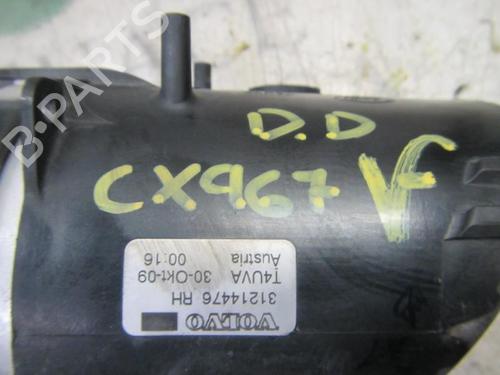 D.D
CX967 V
VOLVO
31214476 RH
T4UVA 30-Okt-09
Austria 00:16
B-PARTS